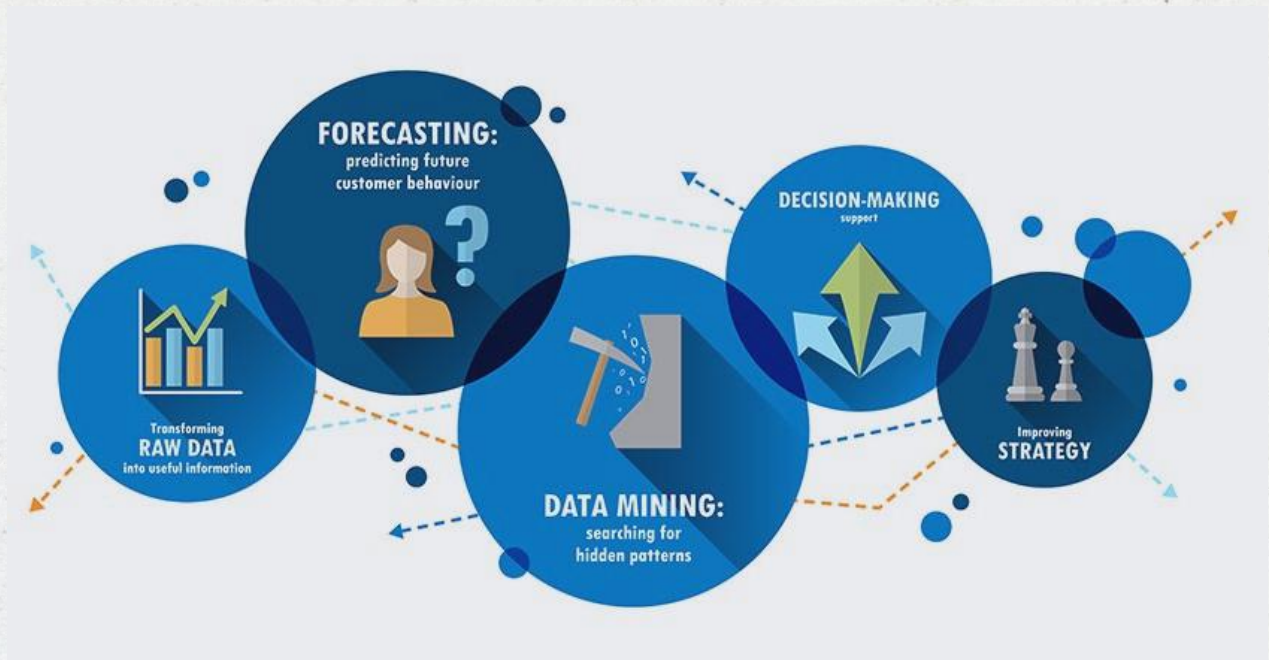 FORECASTING:
predicting future
customer behaviour
Transforming
RAW DATA
into useful information
DATA MINING:
searching for
hidden patterns
DECISION-MAKING
support
Improving
STRATEGY